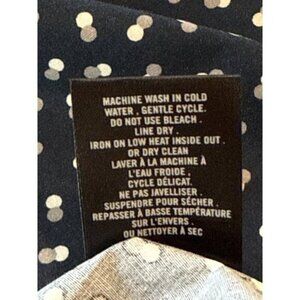 MACHINE WASH IN COLD
WATER , GENTLE CYCLE.
DO NOT USE BLEACH .
LINE DRY .
IRON ON LOW HEAT INSIDE OUT .
OR DRY CLEAN
LAVER À LA MACHINE À
L'EAU FROIDE ,
CYCLE DÉLICAT.
NE PAS JAVELLISER .
SUSPENDRE POUR SÉCHER .
REPASSER À BASSE TEMPÉRATURE
SUR L'ENVERS .
OU NETTOYER À SEC